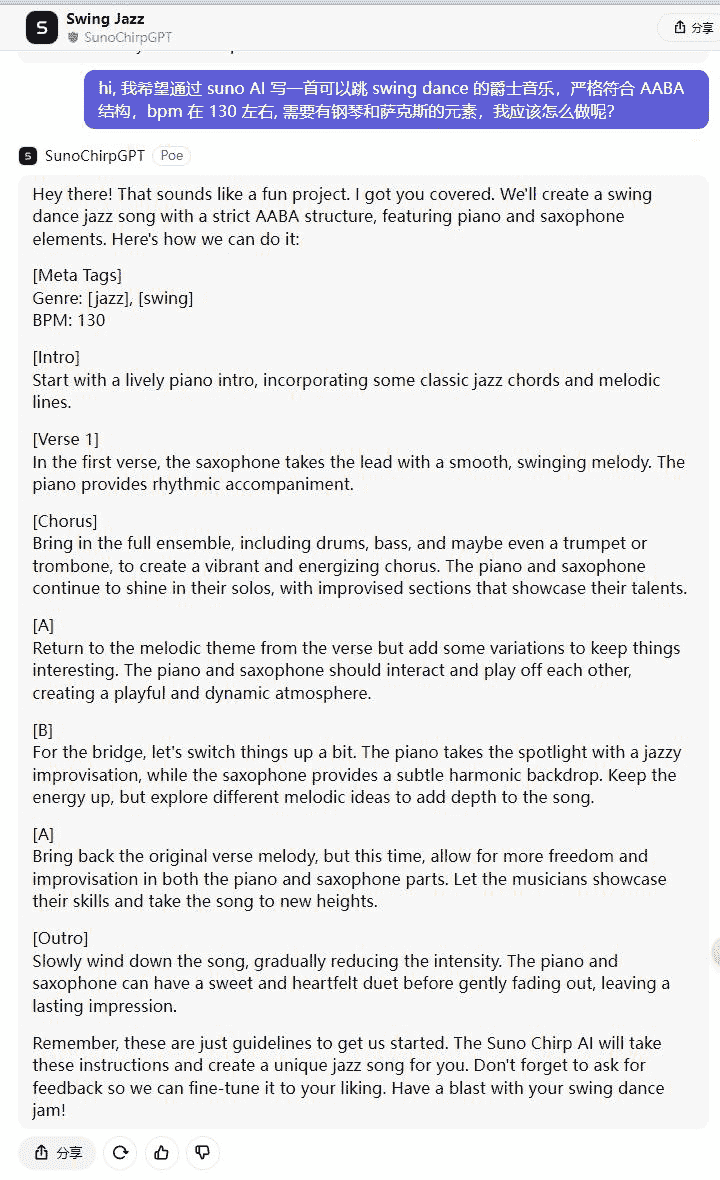 Swing Jazz
SunoChirpGPT
分享
hi, 我希望通过 suno AI 写一首可以跳 swing dance 的爵士音乐，严格符合 AABA
结构，bpm 在 130 左右, 需要有钢琴和萨克斯的元素，我应该怎么做呢？
SunoChirpGPT Poe
Hey there! That sounds like a fun project. I got you covered. We'll create a swing
dance jazz song with a strict AABA structure, featuring piano and saxophone
elements. Here's how we can do it:
[Meta Tags]
Genre: [jazz], [swing]
BPM: 130
[Intro]
Start with a lively piano intro, incorporating some classic jazz chords and melodic
lines.
[Verse 1]
In the first verse, the saxophone takes the lead with a smooth, swinging melody. The
piano provides rhythmic accompaniment.
[Chorus]
Bring in the full ensemble, including drums, bass, and maybe even a trumpet or
trombone, to create a vibrant and energizing chorus. The piano and saxophone
continue to shine in their solos, with improvised sections that showcase their talents.
[A]
Return to the melodic theme from the verse but add some variations to keep things
interesting. The piano and saxophone should interact and play off each other,
creating a playful and dynamic atmosphere.
[B]
For the bridge, let's switch things up a bit. The piano takes the spotlight with a jazzy
improvisation, while the saxophone provides a subtle harmonic backdrop. Keep the
energy up, but explore different melodic ideas to add depth to the song.
[A]
Bring back the original verse melody, but this time, allow for more freedom and
improvisation in both the piano and saxophone parts. Let the musicians showcase
their skills and take the song to new heights.
[Outro]
Slowly wind down the song, gradually reducing the intensity. The piano and
saxophone can have a sweet and heartfelt duet before gently fading out, leaving a
lasting impression.
Remember, these are just guidelines to get us started. The Suno Chirp AI will take
these instructions and create a unique jazz song for you. Don't forget to ask for
feedback so we can fine-tune it to your liking. Have a blast with your swing dance
jam!
分享